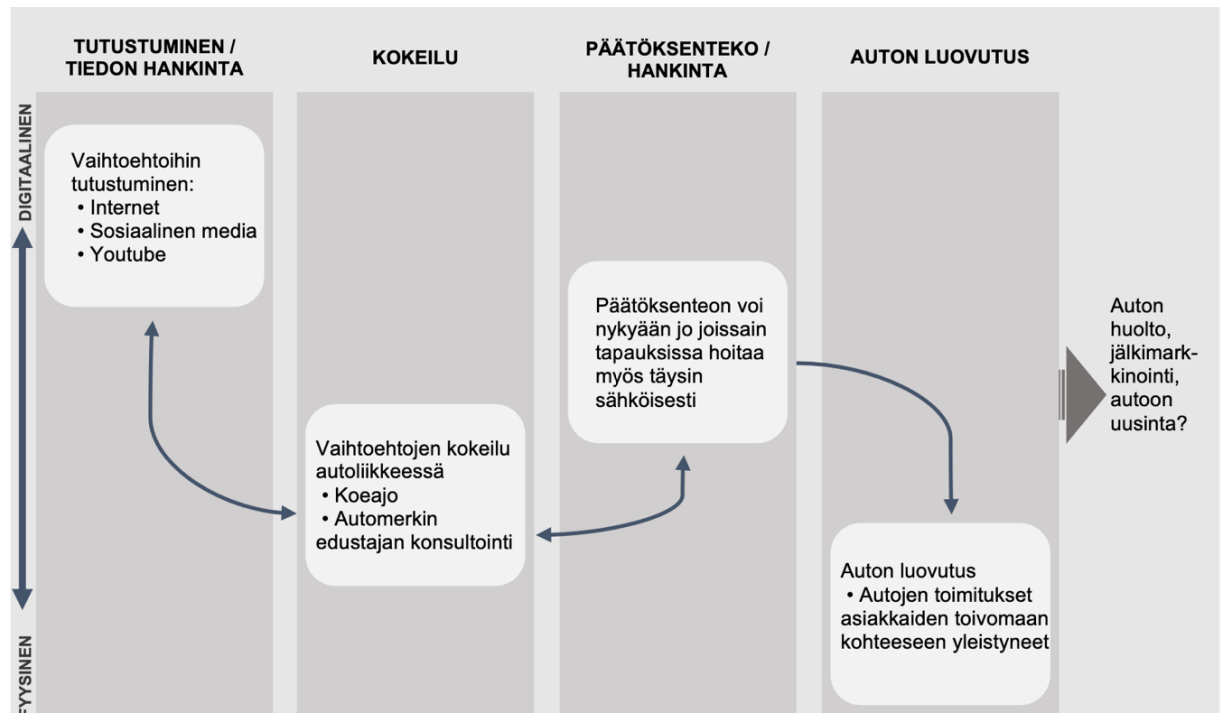 TUTUSTUMINEN /
TIEDON HANKINTA
KOKEILU
PÄÄTÖKSENTEKO /
HANKINTA
AUTON LUOVUTUS
DIGITAALINEN
FYYSINEN
Vaihtoehtoihin
tutustuminen:
• Internet
• Sosiaalinen media
• Youtube
Vaihtoehtojen kokeilu
autoliikkeessä
• Koeajo
• Automerkin
edustajan konsultointi
Päätöksenteon voi
nykyään jo joissain
tapauksissa hoitaa
myös täysin
sähköisesti
Auton luovutus
• Autojen toimitukset
asiakkaiden toivomaan
kohteeseen yleistyneet
Auton
huolto,
jälkimark-
kinointi,
autoon
uusinta?